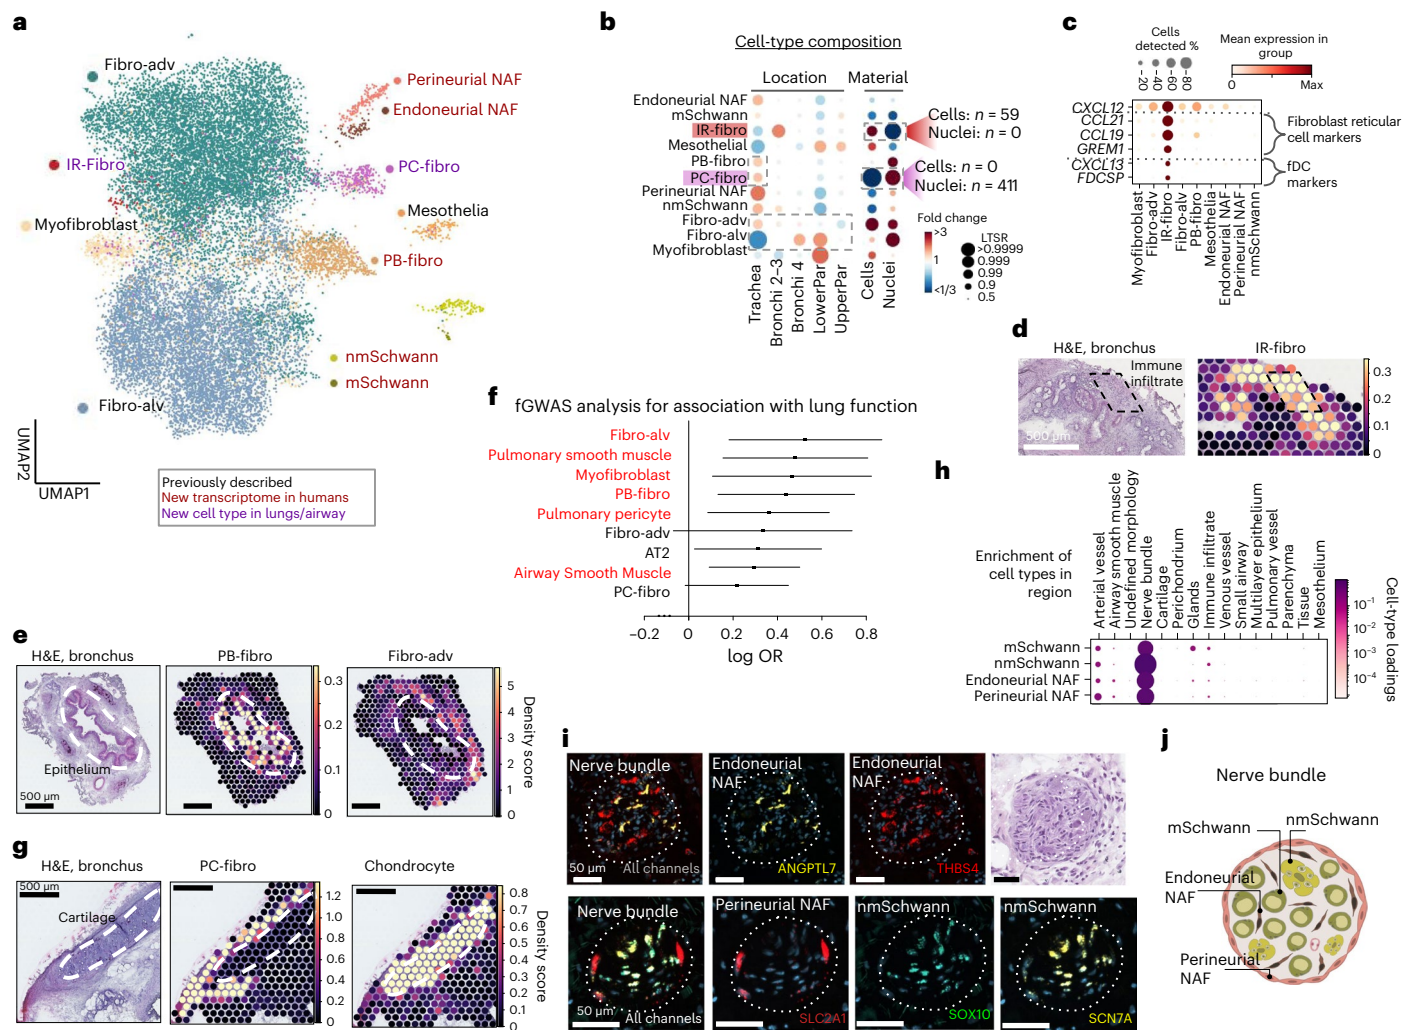 a
Fibro-adv
Perineurial NAF
Endoneurial NAF
IR-Fibro
PC-fibro
Myofibroblast
Mesothelia
PB-fibro
nmSchwann
mSchwann
Fibro-alv
UMAP2
UMAP1
Previously described
New transcriptome in humans
New cell type in lungs/airway
b
Cell-type composition
Location
Material
Endoneurial NAF
mSchwann
IR-fibro
Mesothelial
PB-fibro
PC-fibro
Perineurial NAF
nmSchwann
Fibro-adv
Fibro-alv
Myofibroblast
Trachea
Bronchi 2–3
Bronchi 4
LowerPar
UpperPar
Cells
Nuclei
Cells: n = 59
Nuclei: n = 0
Cells: n = 0
Nuclei: n = 411
Fold change
>3
1
<1/3
LTSR
>0.9999
0.999
0.99
0.9
0.5
c
Cells
detected %
20
40
60
80
Mean expression in
group
0
Max
CXCL12
CCL21
CCL19
GREM1
CXCL13
FDCSP
Fibroblast reticular
cell markers
fDC
markers
Myofibroblast
Fibro-adv
IR-fibro
Fibro-alv
PB-fibro
Mesothelia
Endoneurial NAF
Perineurial NAF
nmSchwann
d
H&E, bronchus
Immune
infiltrate
500 µm
IR-fibro
0.3
0.2
0.1
0
e
H&E, bronchus
Epithelium
500 µm
PB-fibro
0.3
0.2
0.1
0
Fibro-adv
5
4
3
2
1
0
Density score
f
fGWAS analysis for association with lung function
Fibro-alv
Pulmonary smooth muscle
Myofibroblast
PB-fibro
Pulmonary pericyte
Fibro-adv
AT2
Airway Smooth Muscle
PC-fibro
−0.2
0
0.2
0.4
0.6
0.8
log OR
g
H&E, bronchus
500 µm
Cartilage
PC-fibro
1.2
1.0
0.8
0.6
0.4
0.2
0
Chondrocyte
0.8
0.7
0.6
0.5
0.4
0.3
0.2
0.1
0
Density score
h
Enrichment of
cell types in
region
Arterial vessel
Airway smooth muscle
Undefined morphology
Nerve bundle
Cartilage
Perichondrium
Glands
Immune infiltrate
Venous vessel
Small airway
Multilayer epithelium
Pulmonary vessel
Parenchyma
Tissue
Mesothelium
mSchwann
nmSchwann
Endoneurial NAF
Perineurial NAF
10−1
10−2
10−3
10−4
Cell-type loadings
i
Nerve bundle
50 µm
All channels
Endoneurial
NAF
ANGPTL7
Endoneurial
NAF
THBS4
Nerve bundle
50 µm
All channels
Perineurial NAF
SLC2A1
nmSchwann
SOX10
nmSchwann
SCN7A
j
Nerve bundle
mSchwann
nmSchwann
Endoneurial
NAF
Perineurial
NAF